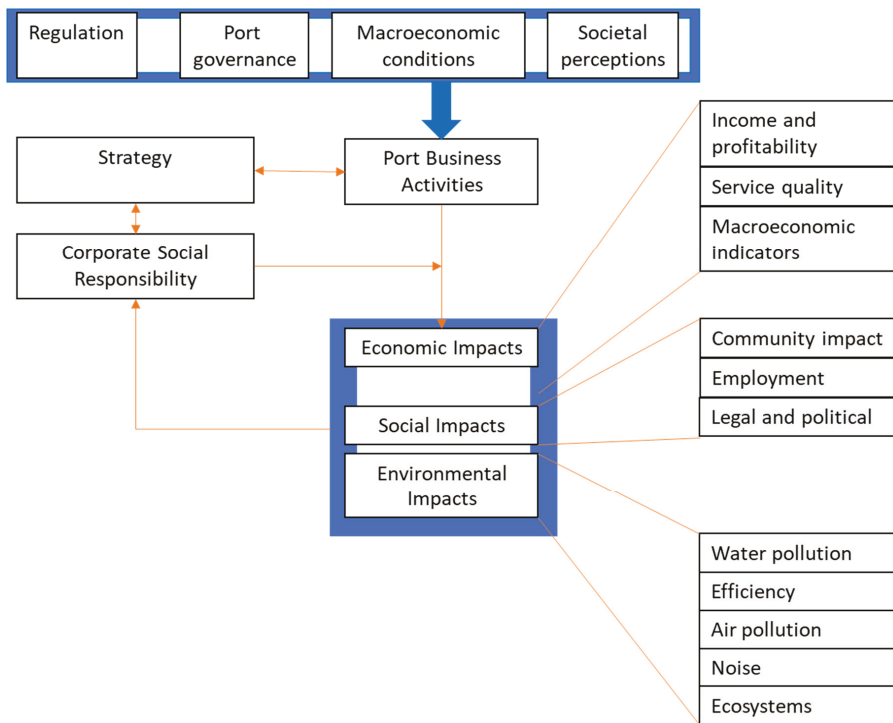 Regulation
Port
governance
Macroeconomic
conditions
Societal
perceptions
Strategy
Port Business
Activities
Corporate Social
Responsibility
Economic Impacts
Social Impacts
Environmental
Impacts
Income and
profitability
Service quality
Macroeconomic
indicators
Community impact
Employment
Legal and political
Water pollution
Efficiency
Air pollution
Noise
Ecosystems